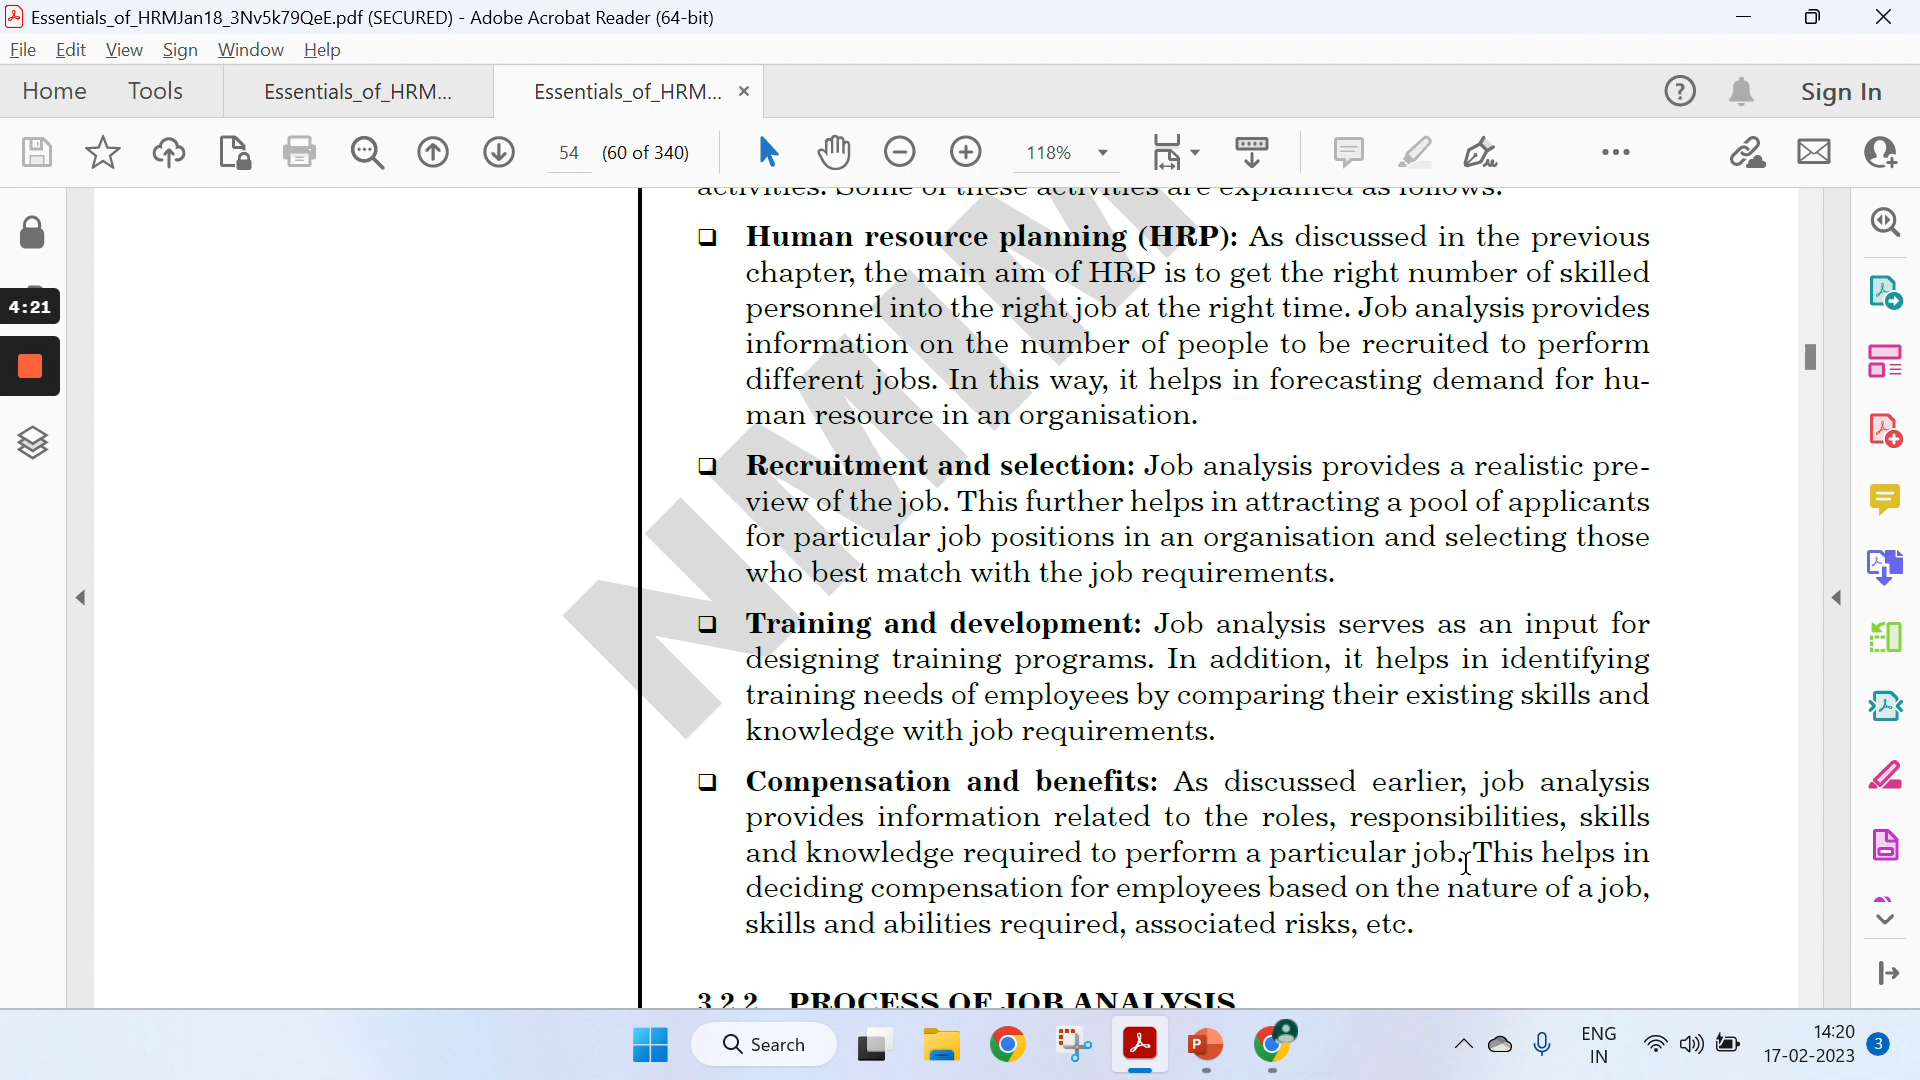 Essentials_of_HRMJan18_3Nv5k79QeE.pdf (SECURED) - Adobe Acrobat Reader (64-bit)
File Edit View Sign Window Help
Home Tools Essentials_of_HRM... Essentials_of_HRM... × Sign In
54 (60 of 340) 118%
activities. Some of these activities are explained as follows:
Human resource planning (HRP): As discussed in the previous
chapter, the main aim of HRP is to get the right number of skilled
personnel into the right job at the right time. Job analysis provides
information on the number of people to be recruited to perform
different jobs. In this way, it helps in forecasting demand for hu-
man resource in an organisation.
Recruitment and selection: Job analysis provides a realistic pre-
view of the job. This further helps in attracting a pool of applicants
for particular job positions in an organisation and selecting those
who best match with the job requirements.
Training and development: Job analysis serves as an input for
designing training programs. In addition, it helps in identifying
training needs of employees by comparing their existing skills and
knowledge with job requirements.
Compensation and benefits: As discussed earlier, job analysis
provides information related to the roles, responsibilities, skills
and knowledge required to perform a particular job. This helps in
deciding compensation for employees based on the nature of a job,
skills and abilities required, associated risks, etc.
3.2.2 PROCESS OF JOB ANALYSIS
NMIM
4:21
Search
ENG
IN
14:20
17-02-2023
3